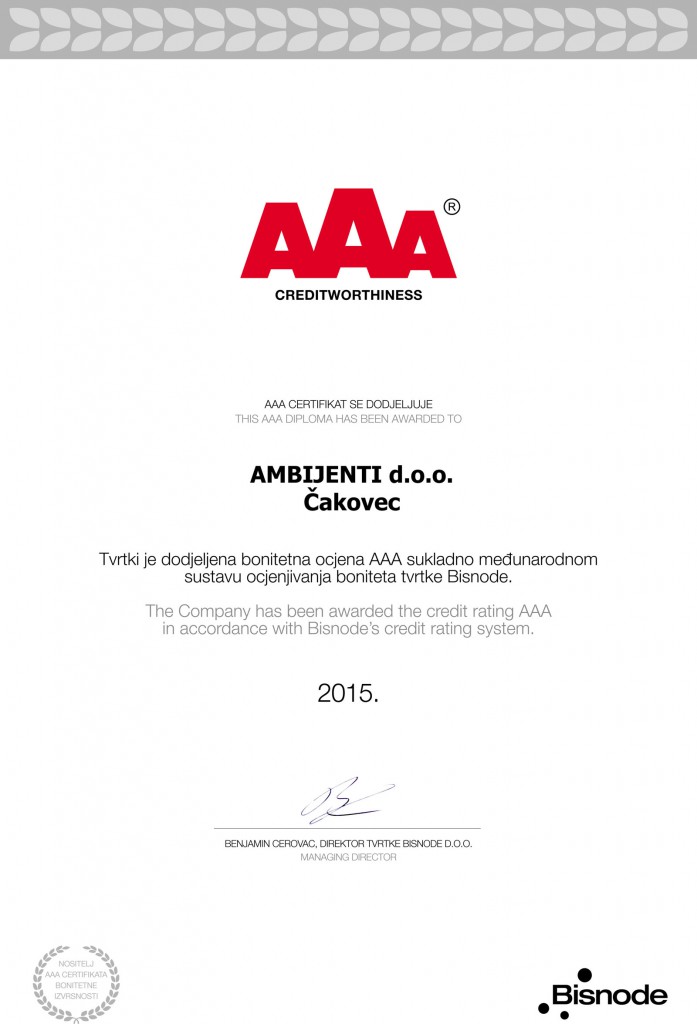 AAA®
CREDITWORTHINESS
AAA CERTIFIKAT SE DODJELJUJE
THIS AAA DIPLOMA HAS BEEN AWARDED TO
AMBIJENTI d.o.o.
Čakovec
Tvrtki je dodjeljena bonitetna ocjena AAA sukladno međunarodnom
sustavu ocjenjivanja boniteta tvrtke Bisnode.
The Company has been awarded the credit rating AAA
in accordance with Bisnode's credit rating system.
2015.
BENJAMIN CEROVAC, DIREKTOR TVRTKE BISNODE D.O.O.
MANAGING DIRECTOR
NOSITELJ
AAA CERTIFIKATA
BONITETNE
IZVRSNOSTI
Bisnode